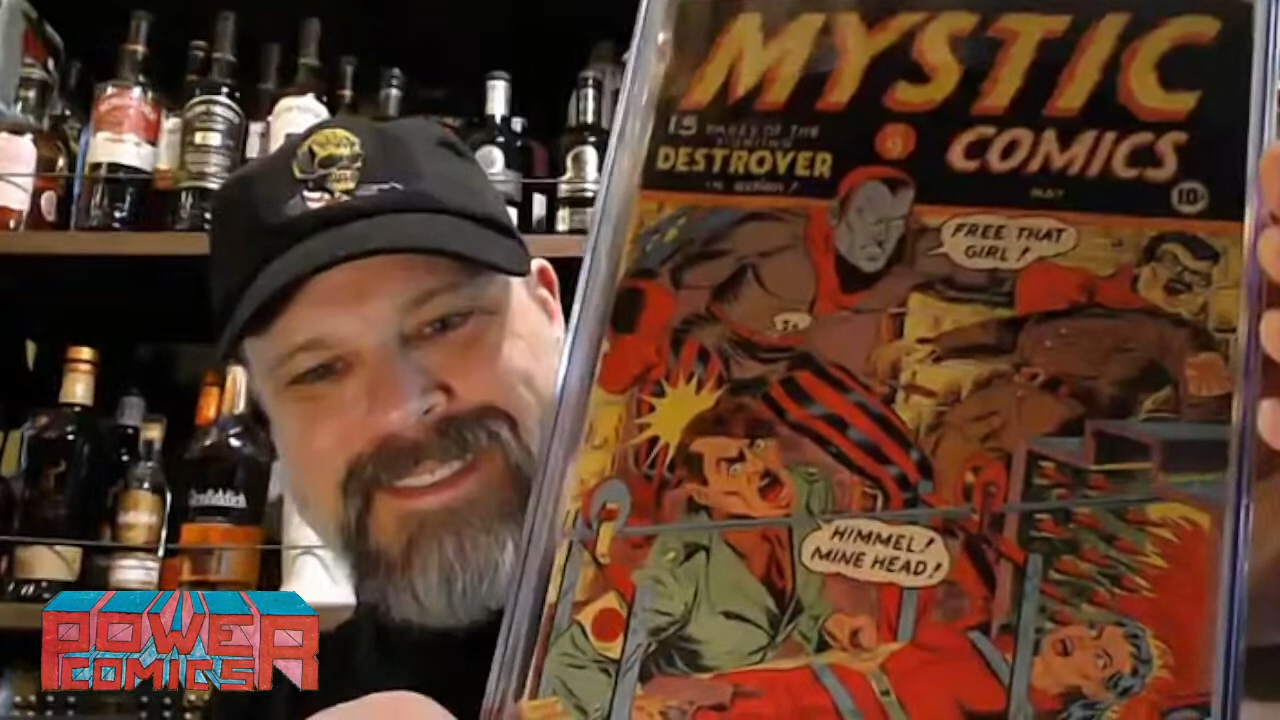 MYSTIC
COMICS
15 PAGES OF THE
FIGHTING
DESTROYER
IN ACTION!
9
MAY
10¢
FREE THAT
GIRL!
HIMMEL!
MINE HEAD!
Glenfiddich
POWER
COMICS